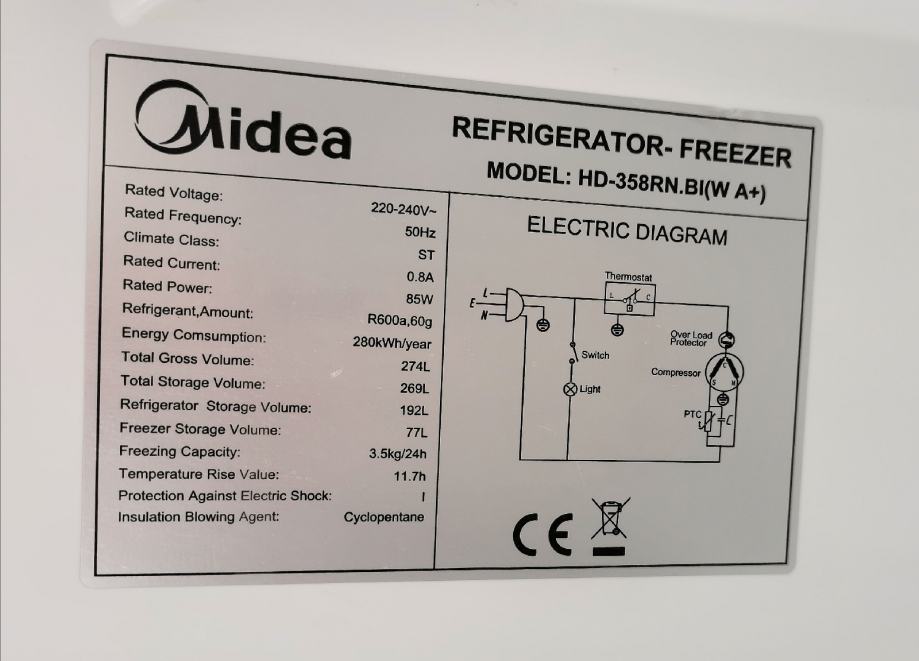 Midea
REFRIGERATOR- FREEZER
MODEL: HD-358RN.BI(W A+)
Rated Voltage: 220-240V~
Rated Frequency: 50Hz
Climate Class: ST
Rated Current: 0.8A
Rated Power: 85W
Refrigerant,Amount: R600a,60g
Energy Comsumption: 280kWh/year
Total Gross Volume: 274L
Total Storage Volume: 269L
Refrigerator Storage Volume: 192L
Freezer Storage Volume: 77L
Freezing Capacity: 3.5kg/24h
Temperature Rise Value: 11.7h
Protection Against Electric Shock: I
Insulation Blowing Agent: Cyclopentane
ELECTRIC DIAGRAM
Thermostat
L C
L
E
N
Over Load
Protector
Switch
Compressor
C
S M
Light
PTC
C
CE